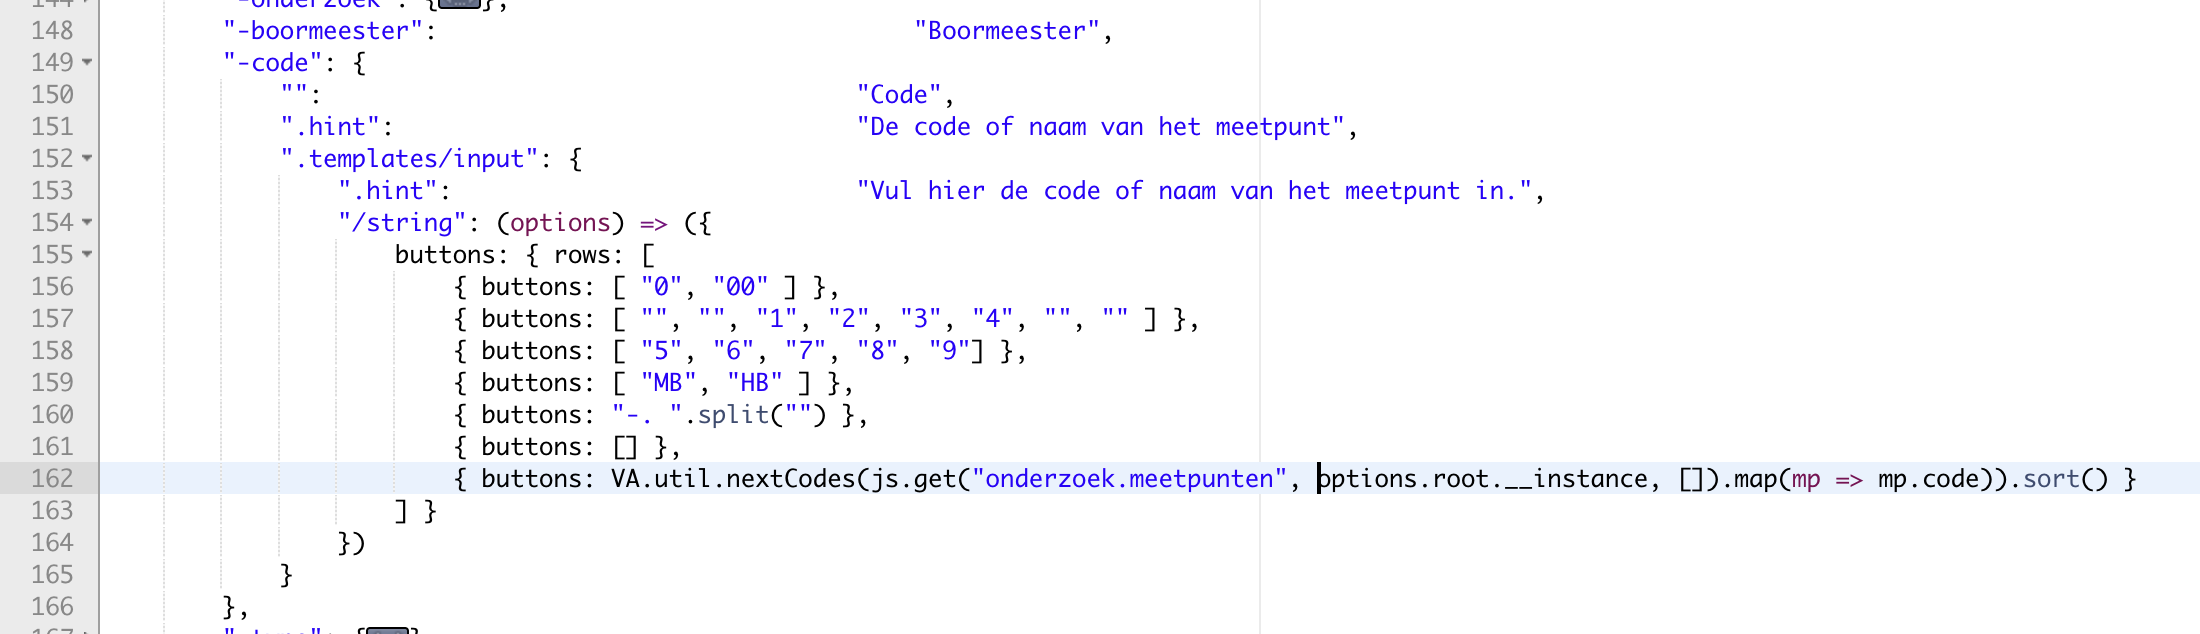 144 "-onderzoek": {...},
148 "-boormeester": "Boormeester",
149 "-code": {
150 "": "Code",
151 ".hint": "De code of naam van het meetpunt",
152 ".templates/input": {
153 ".hint": "Vul hier de code of naam van het meetpunt in.",
154 "/string": (options) => ({
155 buttons: { rows: [
156 { buttons: [ "0", "00" ] },
157 { buttons: [ "", "", "1", "2", "3", "4", "", "" ] },
158 { buttons: [ "5", "6", "7", "8", "9"] },
159 { buttons: [ "MB", "HB" ] },
160 { buttons: "-. ".split("") },
161 { buttons: [] },
162 { buttons: VA.util.nextCodes(js.get("onderzoek.meetpunten", options.root.__instance, []).map(mp => mp.code)).sort() }
163 ] }
164 })
165 }
166 },
167